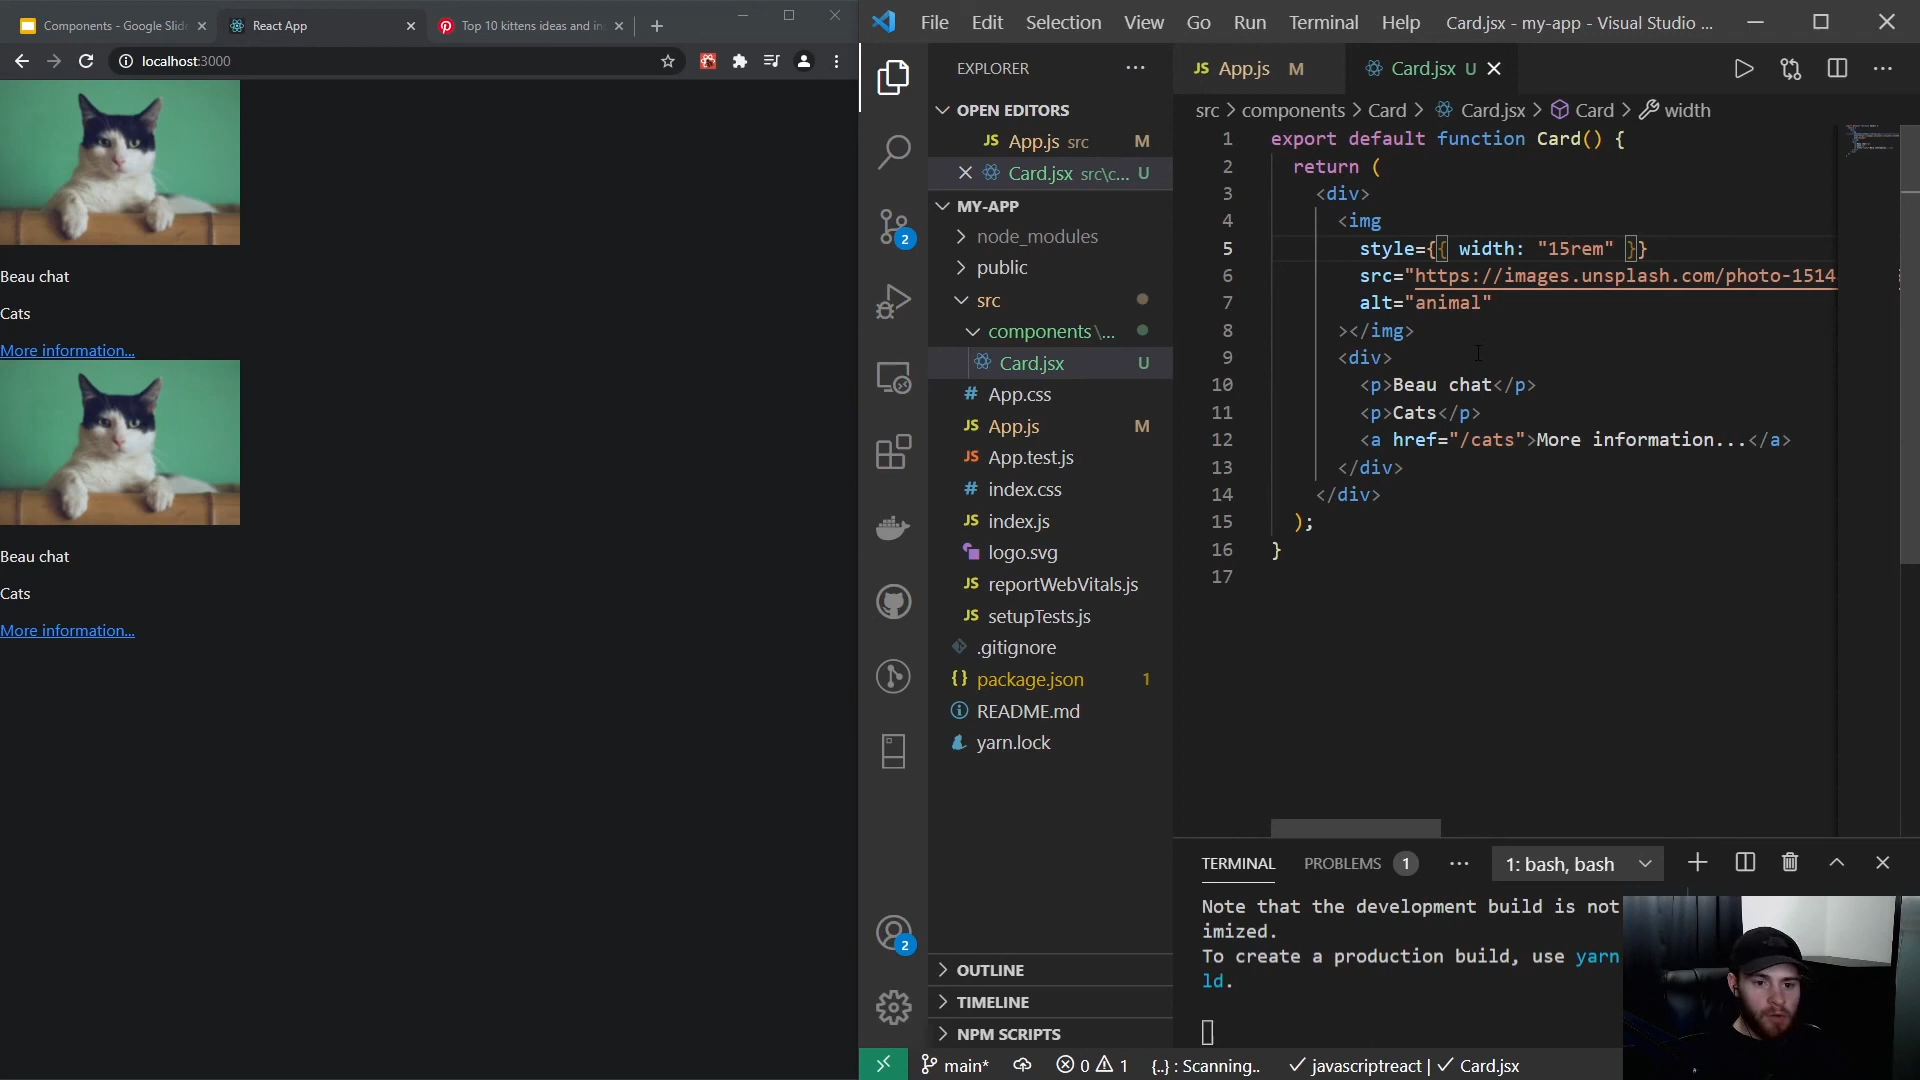 Components - Google Slid
React App
Top 10 kittens ideas and in
localhost:3000
Beau chat
Cats
More information...
Beau chat
Cats
More information...
File Edit Selection View Go Run Terminal Help
Card.jsx - my-app - Visual Studio ...
EXPLORER
OPEN EDITORS
JS App.js src M
Card.jsx src\c... U
MY-APP
node_modules
public
src
components\...
Card.jsx U
# App.css
JS App.js M
JS App.test.js
# index.css
JS index.js
logo.svg
JS reportWebVitals.js
JS setupTests.js
.gitignore
{} package.json 1
README.md
yarn.lock
OUTLINE
TIMELINE
NPM SCRIPTS
2
2
JS App.js M
Card.jsx U
src > components > Card > Card.jsx > Card > width
1 export default function Card() {
2 return (
3 <div>
4 <img
5 style={{ width: "15rem" }}
6 src="https://images.unsplash.com/photo-1514
7 alt="animal"
8 ></img>
9 <div>
10 <p>Beau chat</p>
11 <p>Cats</p>
12 <a href="/cats">More information...</a>
13 </div>
14 </div>
15 );
16 }
17
TERMINAL PROBLEMS 1 ... 1: bash, bash
Note that the development build is not
imized.
To create a production build, use yarn
ld.
main* 0 1 {..} : Scanning.. javascriptreact | Card.jsx